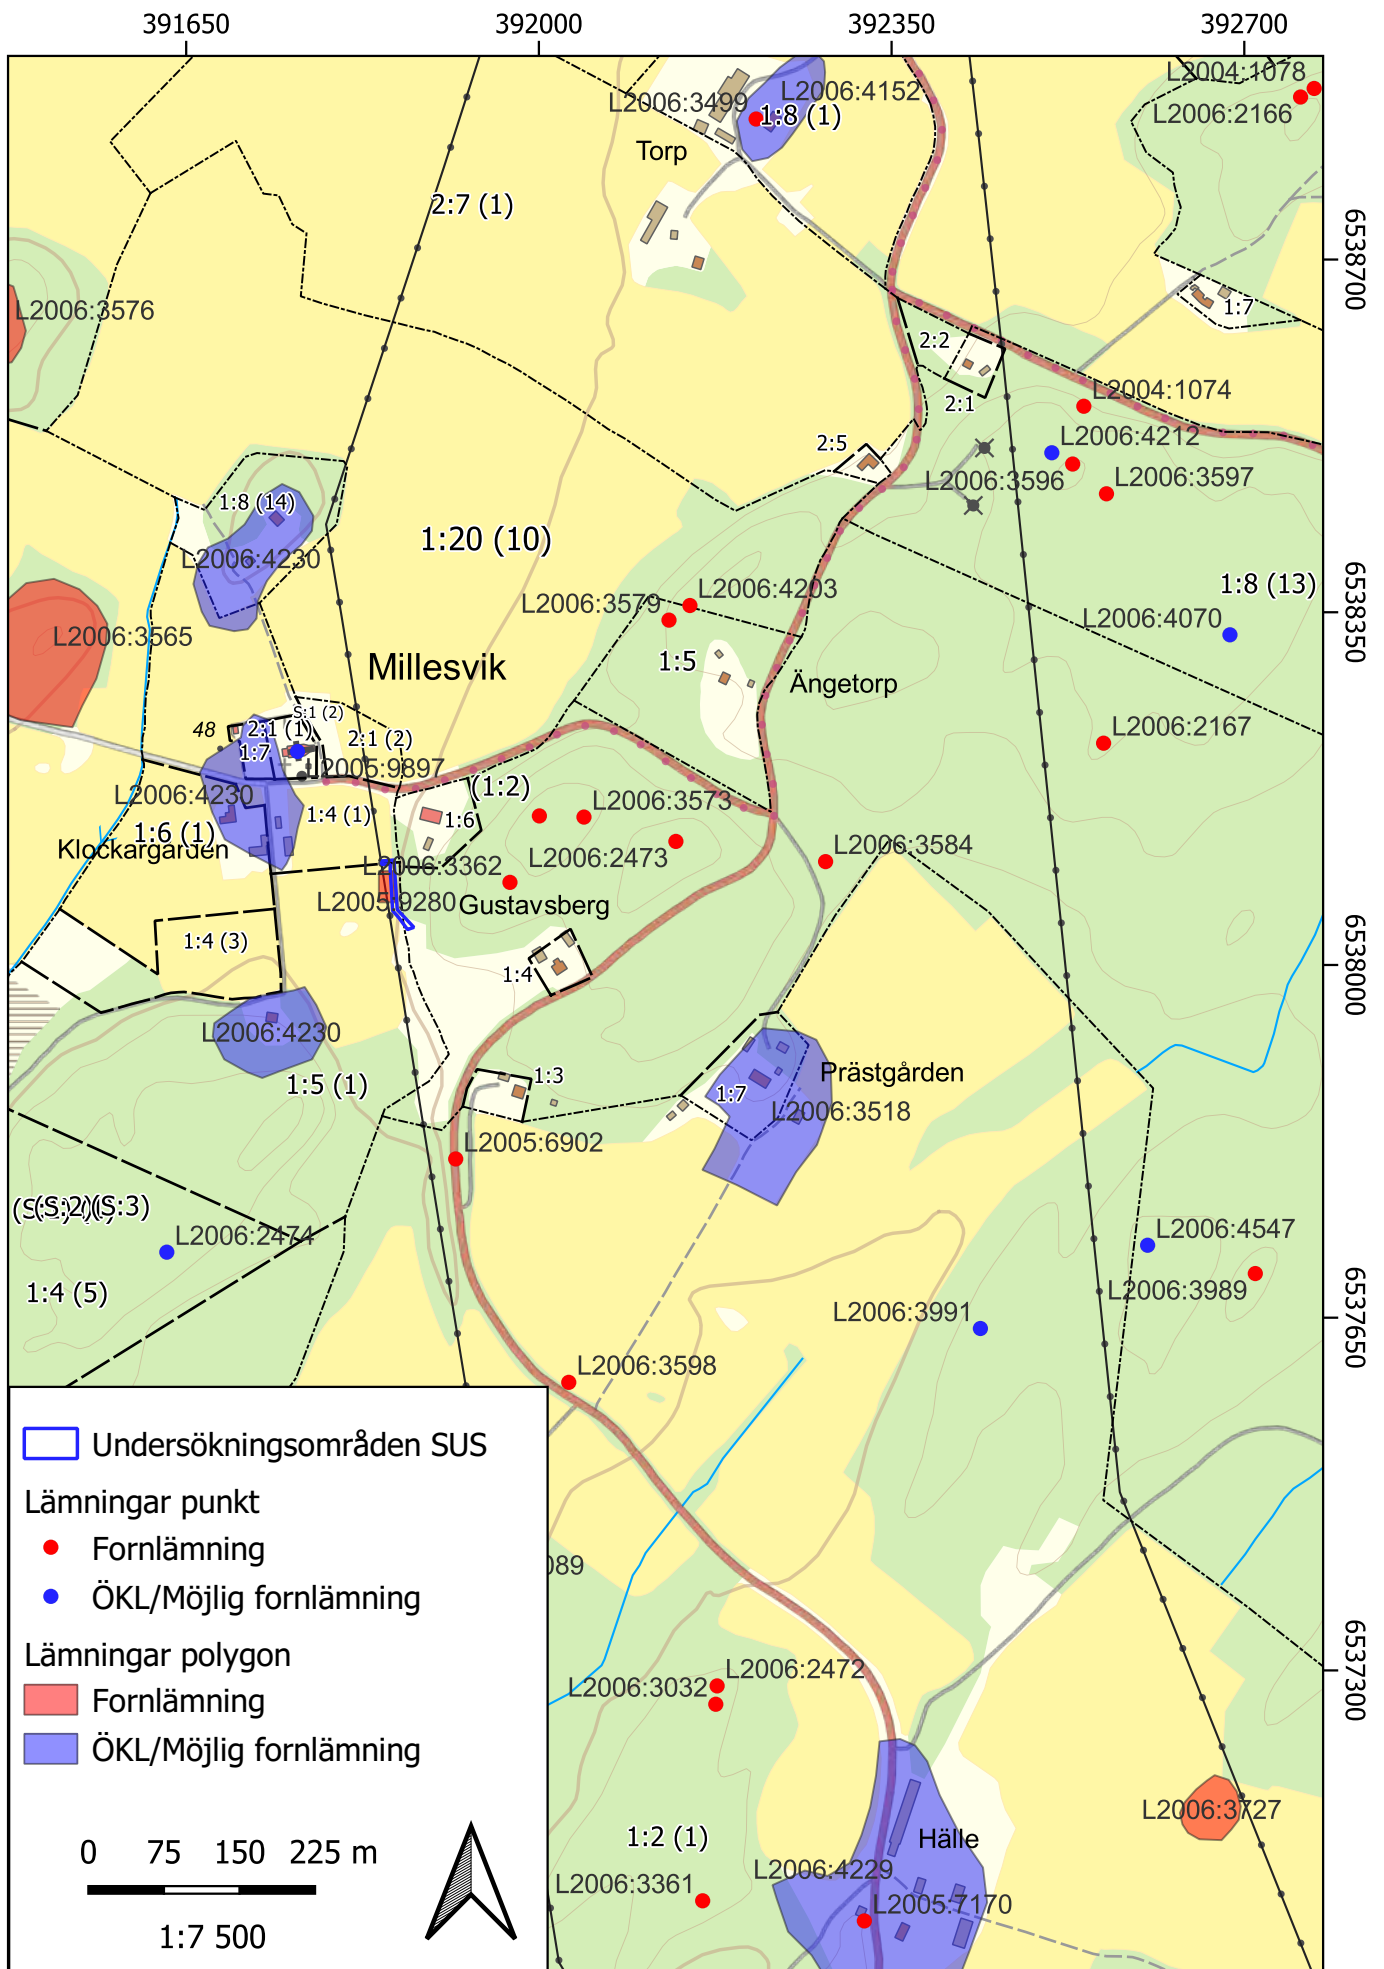 391650 392000 392350 392700
L2004:1078
L2006:4152
L2006:3499
L2006:2166
1:8 (1)
Torp
2:7 (1)
6538700
L2006:3576
1:7
2:2
L2004:1074
2:1
L2006:4212
2:5
L2006:3596
L2006:3597
1:8 (14)
1:20 (10)
L2006:4230
1:8 (13)
L2006:4203
L2006:3579
L2006:4070
6538350
L2006:3565
1:5
Millesvik
Ängetorp
S:1 (2)
48
2:1 (1)
2:1 (2)
1:7
L2006:2167
L2005:9897
(1:2)
L2006:4230
L2006:3573
1:4 (1)
1:6
1:6 (1)
Klockargården
L2006:3584
L2006:2473
L2006:3362
L2005:9280
Gustavsberg
1:4 (3)
1:4
6538000
L2006:4230
1:5 (1)
1:3
Prästgården
1:7
L2006:3518
L2005:6902
(S:2)
(S:3)
L2006:2474
L2006:4547
1:4 (5)
L2006:3989
L2006:3991
6537650
L2006:3598
Undersökningsområden SUS
Lämningar punkt
Fornlämning
ÖKL/Möjlig fornlämning
Lämningar polygon
Fornlämning
ÖKL/Möjlig fornlämning
0 75 150 225 m
1:7 500
089
L2006:2472
L2006:3032
6537300
L2006:3727
1:2 (1)
Hälle
L2006:4229
L2006:3361
L2005:7170